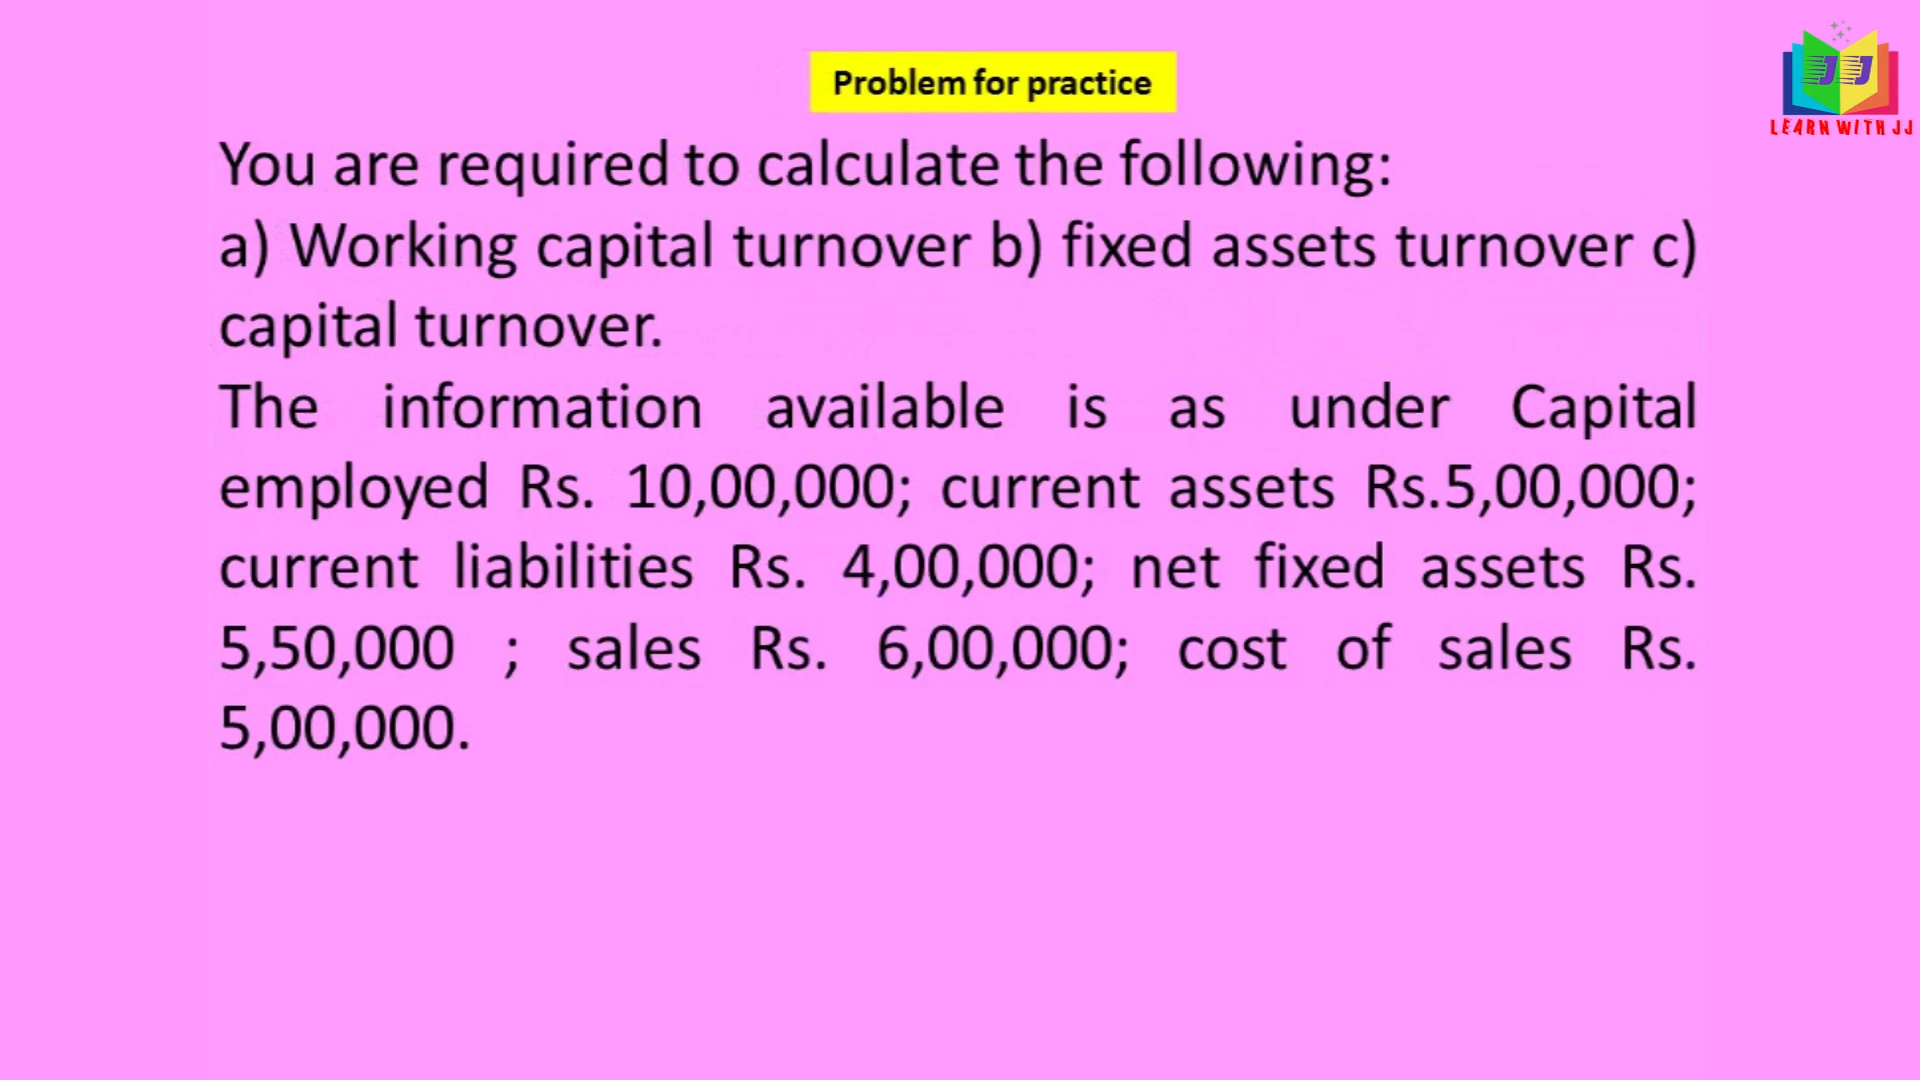 Problem for practice
LEARN WITH JJ
You are required to calculate the following:
a) Working capital turnover b) fixed assets turnover c)
capital turnover.
The information available is as under Capital
employed Rs. 10,00,000; current assets Rs.5,00,000;
current liabilities Rs. 4,00,000; net fixed assets Rs.
5,50,000 ; sales Rs. 6,00,000; cost of sales Rs.
5,00,000.